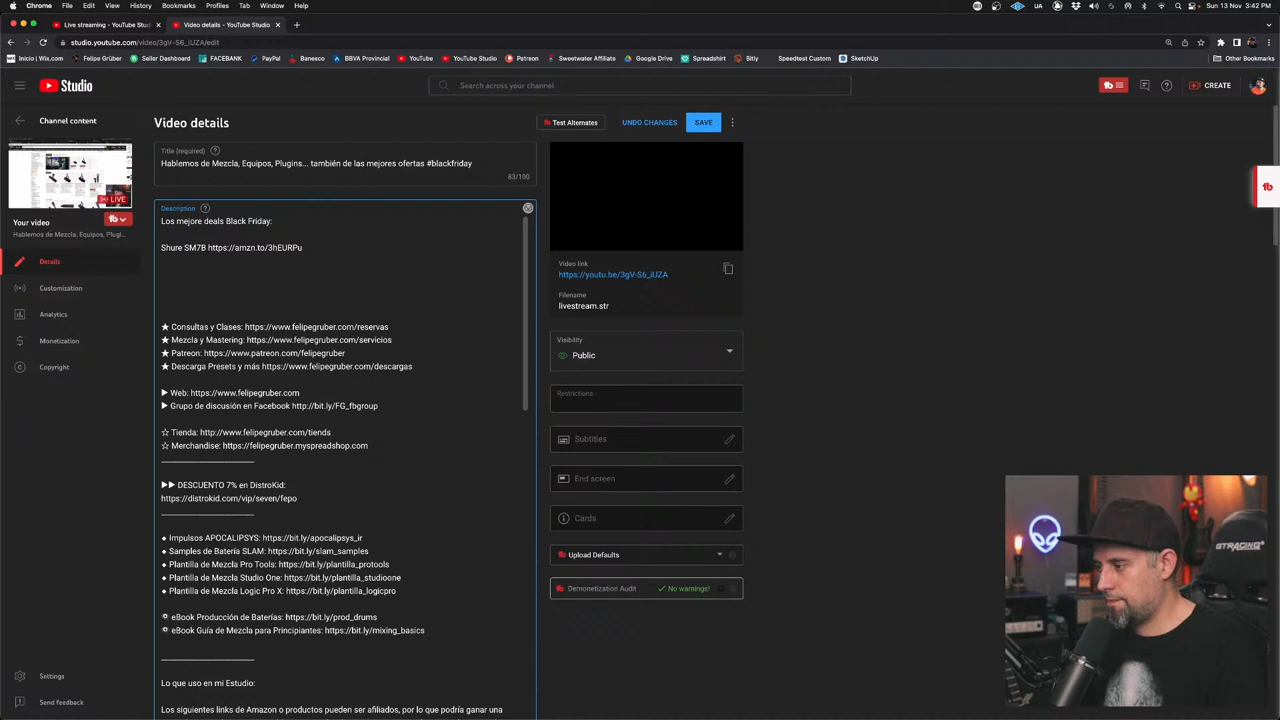 Chrome File Edit View History Bookmarks Profiles Tab Window Help
UA
Sun 13 Nov 3:42 PM
Live streaming - YouTube Stud
Video details - YouTube Studio
studio.youtube.com/video/3gV-S6_iUZA/edit
Inicio | Wix.com
Felipe Grüber
Seller Dashboard
FACEBANK
PayPal
Banesco
BBVA Provincial
YouTube
YouTube Studio
Patreon
Sweetwater Affiliate
Google Drive
Spreadshirt
Bitly
Speedtest Custom
SketchUp
Other Bookmarks
Studio
Search across your channel
CREATE
Channel content
LIVE
Your video
Hablemos de Mezcla, Equipos, Plugi...
Details
Customization
Analytics
Monetization
Copyright
Settings
Send feedback
Video details
Test Alternates
UNDO CHANGES
SAVE
Title (required)
Hablemos de Mezcla, Equipos, Plugins... también de las mejores ofertas #blackfriday
83/100
Description
Los mejore deals Black Friday:
Shure SM7B https://amzn.to/3hEURPu
★ Consultas y Clases: https://www.felipegruber.com/reservas
★ Mezcla y Mastering: https://www.felipegruber.com/servicios
★ Patreon: https://www.patreon.com/felipegruber
★ Descarga Presets y más https://www.felipegruber.com/descargas
▶ Web: https://www.felipegruber.com
▶ Grupo de discusión en Facebook http://bit.ly/FG_fbgroup
☆ Tienda: http://www.felipegruber.com/tiends
☆ Merchandise: https://felipegruber.myspreadshop.com
▶▶ DESCUENTO 7% en DistroKid:
https://distrokid.com/vip/seven/fepo
⬥ Impulsos APOCALIPSYS: https://bit.ly/apocalipsys_ir
⬥ Samples de Batería SLAM: https://bit.ly/slam_samples
⬥ Plantilla de Mezcla Pro Tools: https://bit.ly/plantilla_protools
⬥ Plantilla de Mezcla Studio One: https://bit.ly/plantilla_studioone
⬥ Plantilla de Mezcla Logic Pro X: https://bit.ly/plantilla_logicpro
eBook Producción de Baterías: https://bit.ly/prod_drums
eBook Guía de Mezcla para Principiantes: https://bit.ly/mixing_basics
Lo que uso en mi Estudio:
Los siguientes links de Amazon o productos pueden ser afiliados, por lo que podría ganar una
Video link
https://youtu.be/3gV-S6_iUZA
Filename
livestream.str
Visibility
Public
Restrictions
Subtitles
End screen
Cards
Upload Defaults
Demonetization Audit
No warnings!
GTRACING